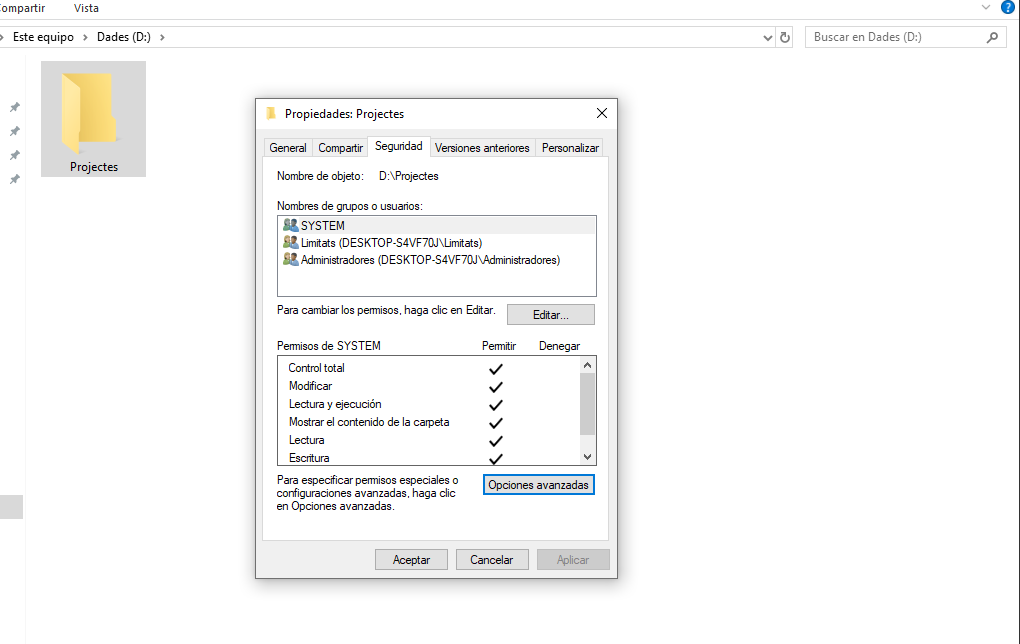 Compartir Vista
Este equipo > Dades (D:) >
Buscar en Dades (D:)
Projectes
Propiedades: Projectes
General Compartir Seguridad Versiones anteriores Personalizar
Nombre de objeto: D:\Projectes
Nombres de grupos o usuarios:
SYSTEM
Limitats (DESKTOP-S4VF70J\Limitats)
Administradores (DESKTOP-S4VF70J\Administradores)
Para cambiar los permisos, haga clic en Editar.
Editar...
Permisos de SYSTEM Permitir Denegar
Control total
Modificar
Lectura y ejecución
Mostrar el contenido de la carpeta
Lectura
Escritura
Para especificar permisos especiales o
configuraciones avanzadas, haga clic
en Opciones avanzadas.
Opciones avanzadas
Aceptar Cancelar Aplicar